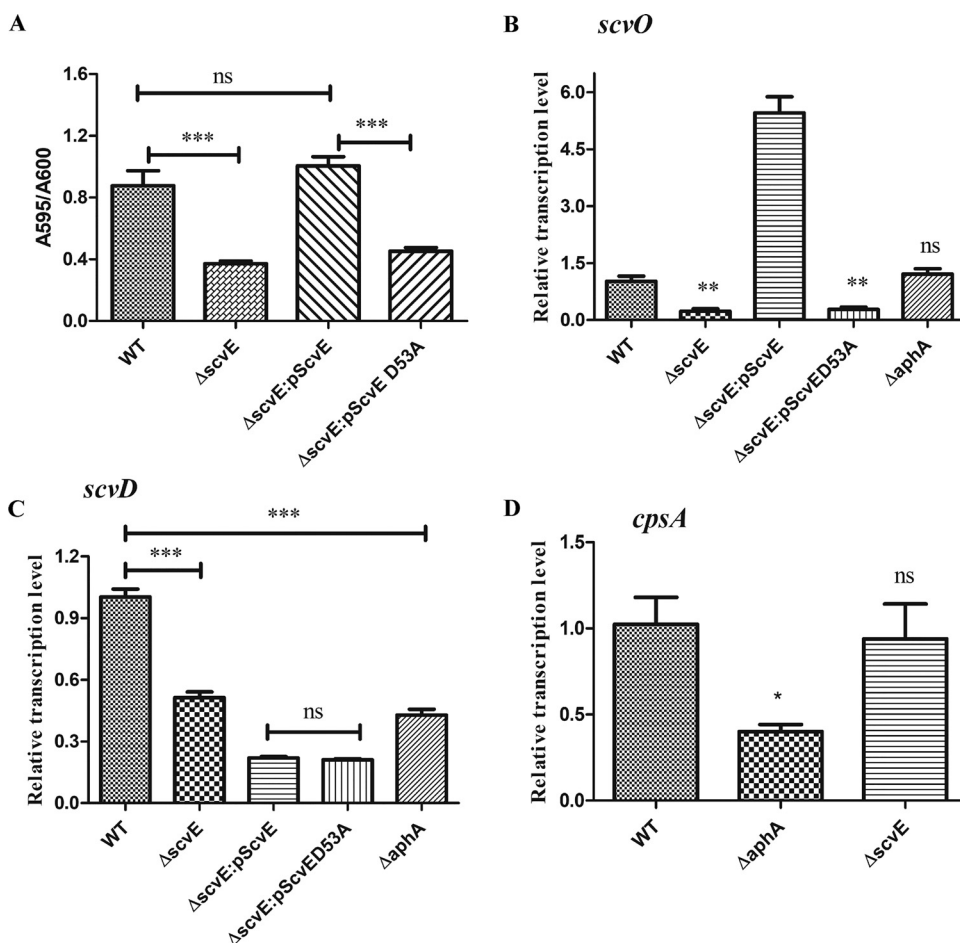 A
ns
***
***
A595/A600
1.6
1.2
0.8
0.4
0.0
WT
ΔscvE
ΔscvE:pScvE
ΔscvE:pScvE D53A
B
scvO
Relative transcription level
6.0
4.5
3.0
1.5
0.0
**
**
ns
WT
ΔscvE
ΔscvE:pScvE
ΔscvE:pScvED53A
ΔaphA
C
scvD
***
***
ns
Relative transcription level
1.2
0.9
0.6
0.3
0.0
WT
ΔscvE
ΔscvE:pScvE
ΔscvE:pScvED53A
ΔaphA
D
cpsA
ns
*
Relative transcription level
1.5
1.0
0.5
0.0
WT
ΔaphA
ΔscvE